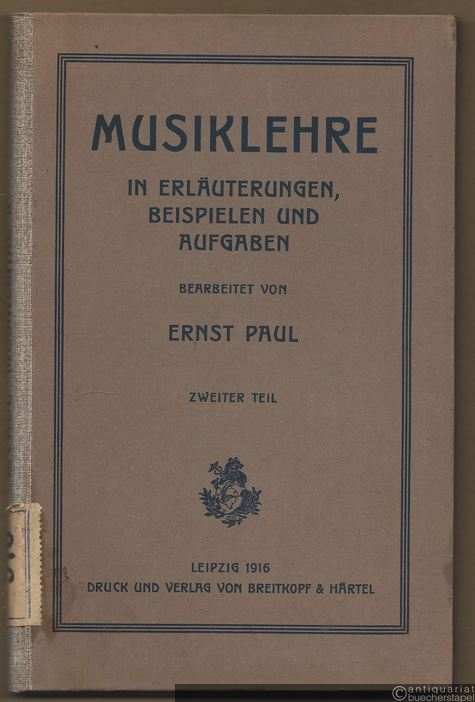 MUSIKLEHRE
IN ERLÄUTERUNGEN,
BEISPIELEN UND
AUFGABEN
BEARBEITET VON
ERNST PAUL
ZWEITER TEIL
LEIPZIG 1916
DRUCK UND VERLAG VON BREITKOPF & HÄRTEL
©antiquariat
buecherstapel